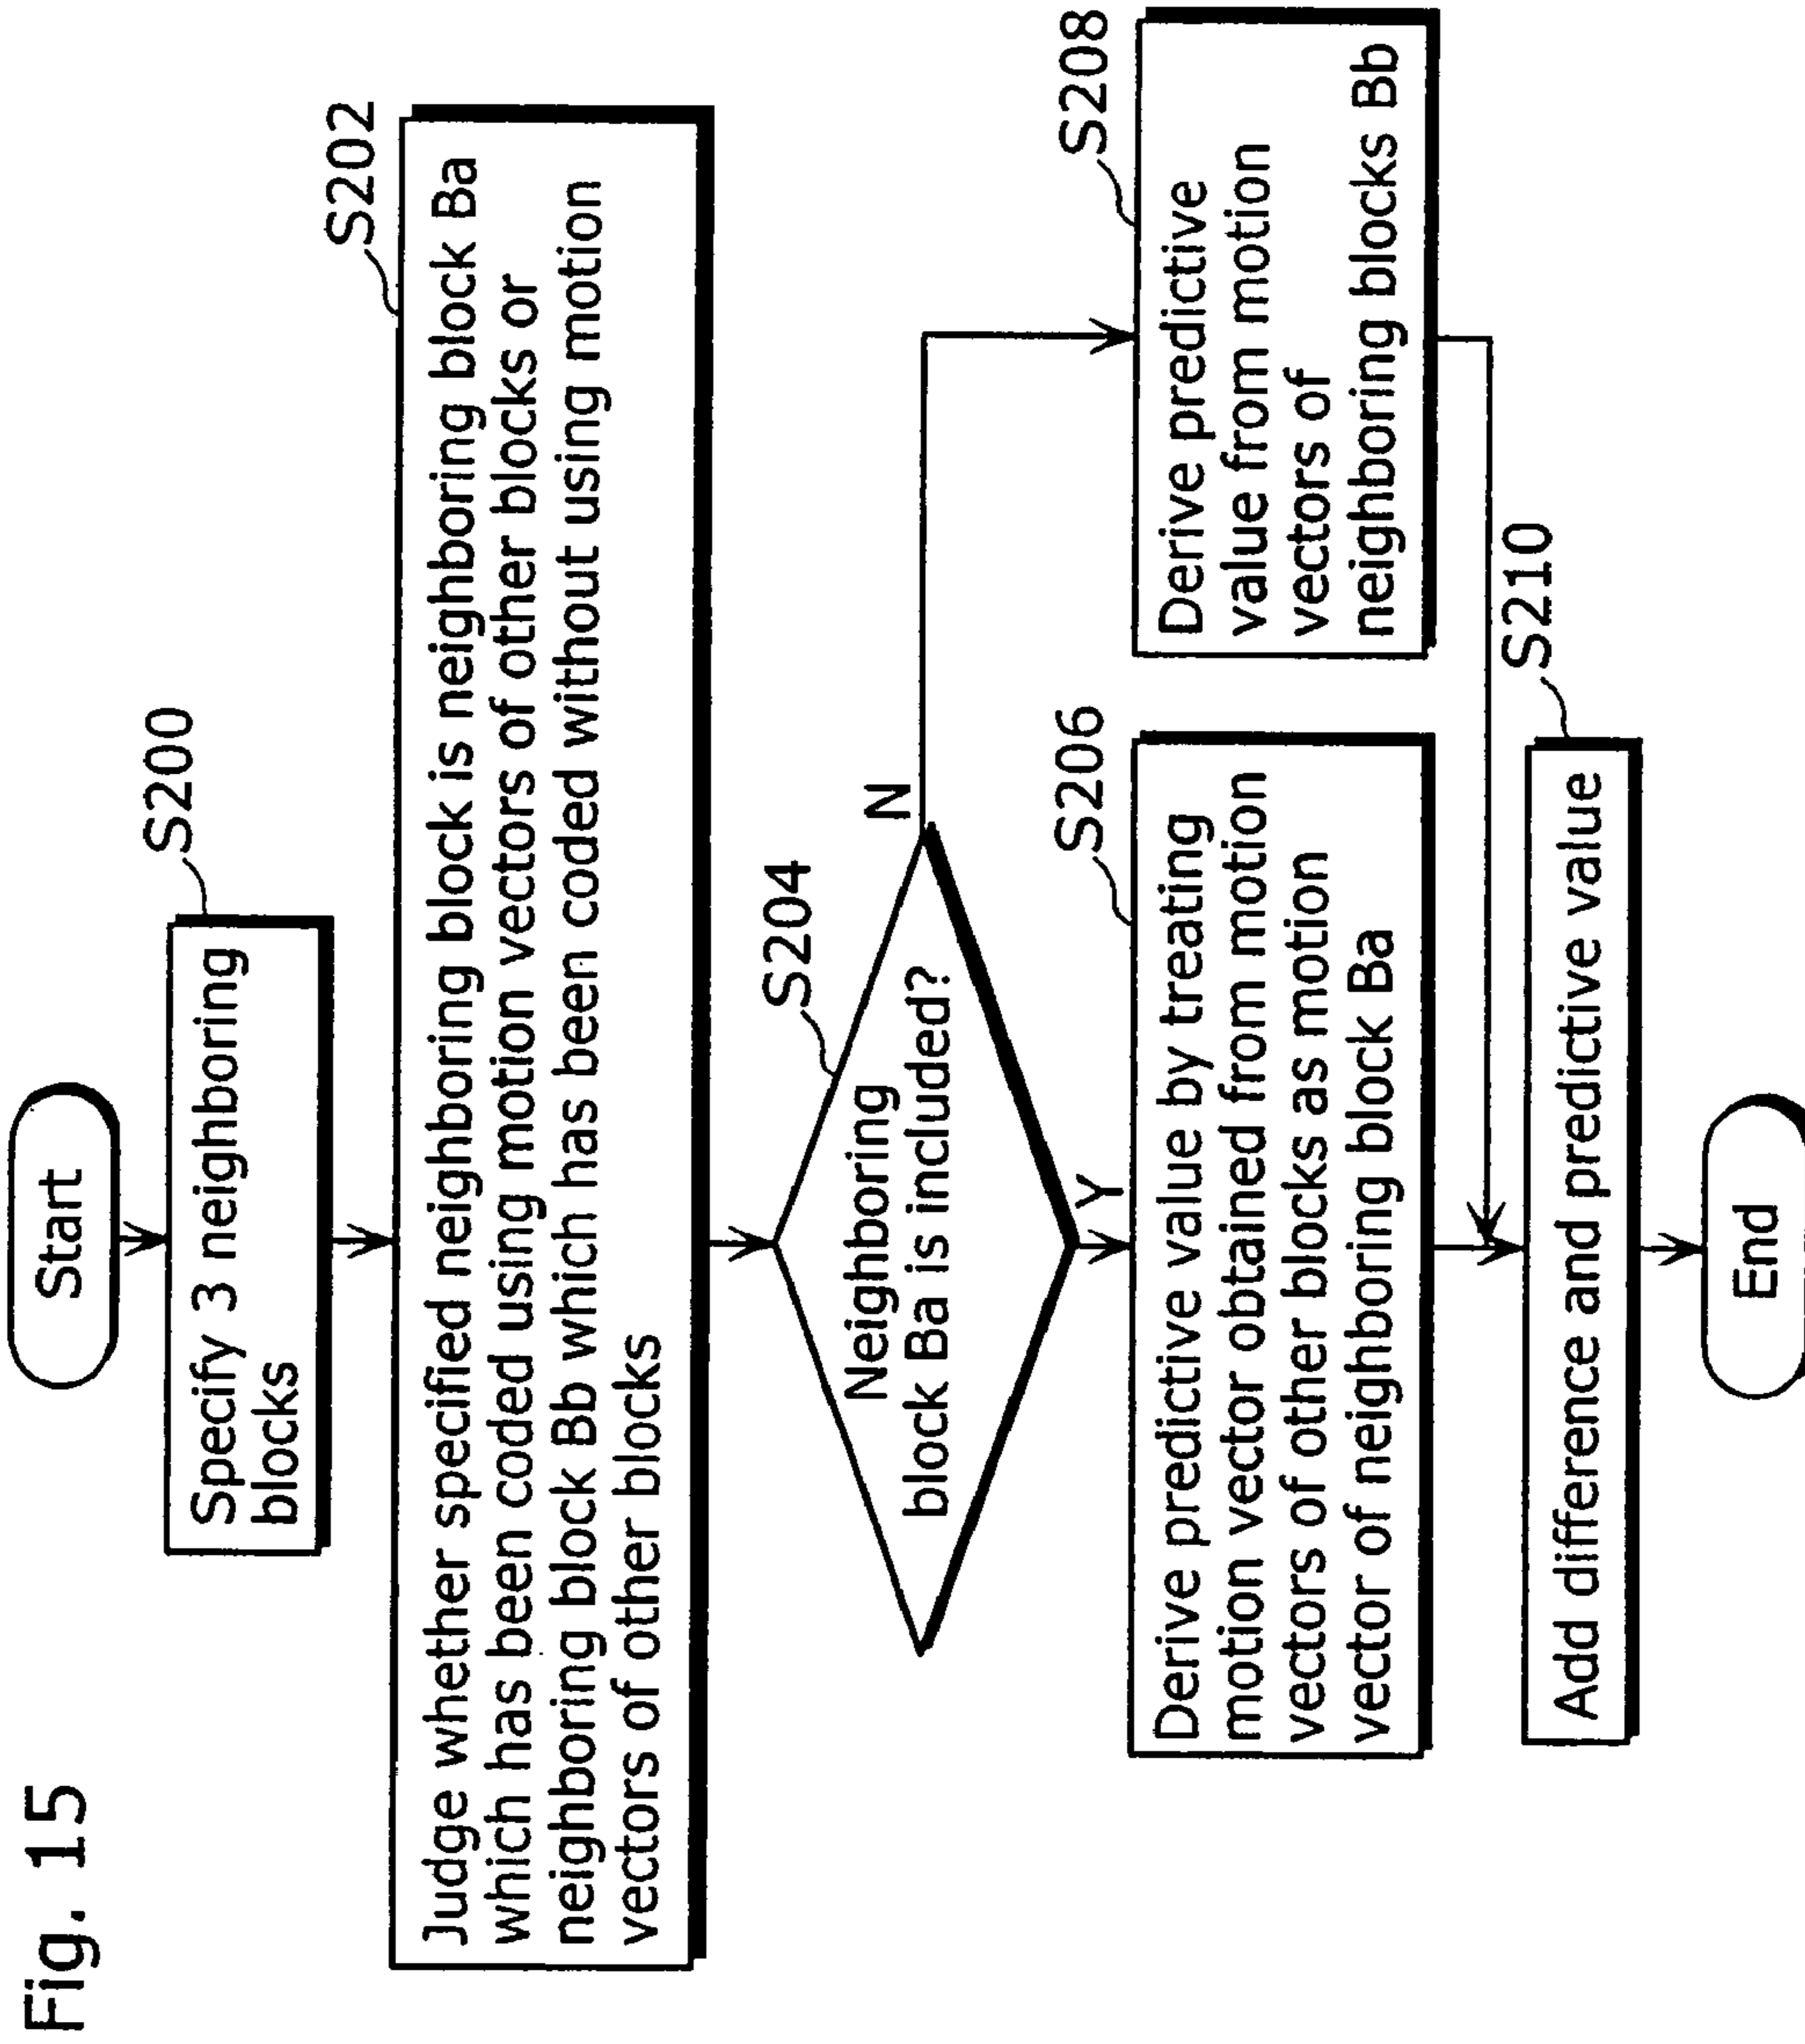 Fig. 15
Start
S200
Specify 3 neighboring
blocks
S202
Judge whether specified neighboring block is neighboring block Ba
which has been coded using motion vectors of other blocks or
neighboring block Bb which has been coded without using motion
vectors of other blocks
S204
Neighboring
block Ba is included?
N
Y
S206
Derive predictive value by treating
motion vector obtained from motion
vectors of other blocks as motion
vector of neighboring block Ba
S208
Derive predictive
value from motion
vectors of
neighboring blocks Bb
S210
Add difference and predictive value
End